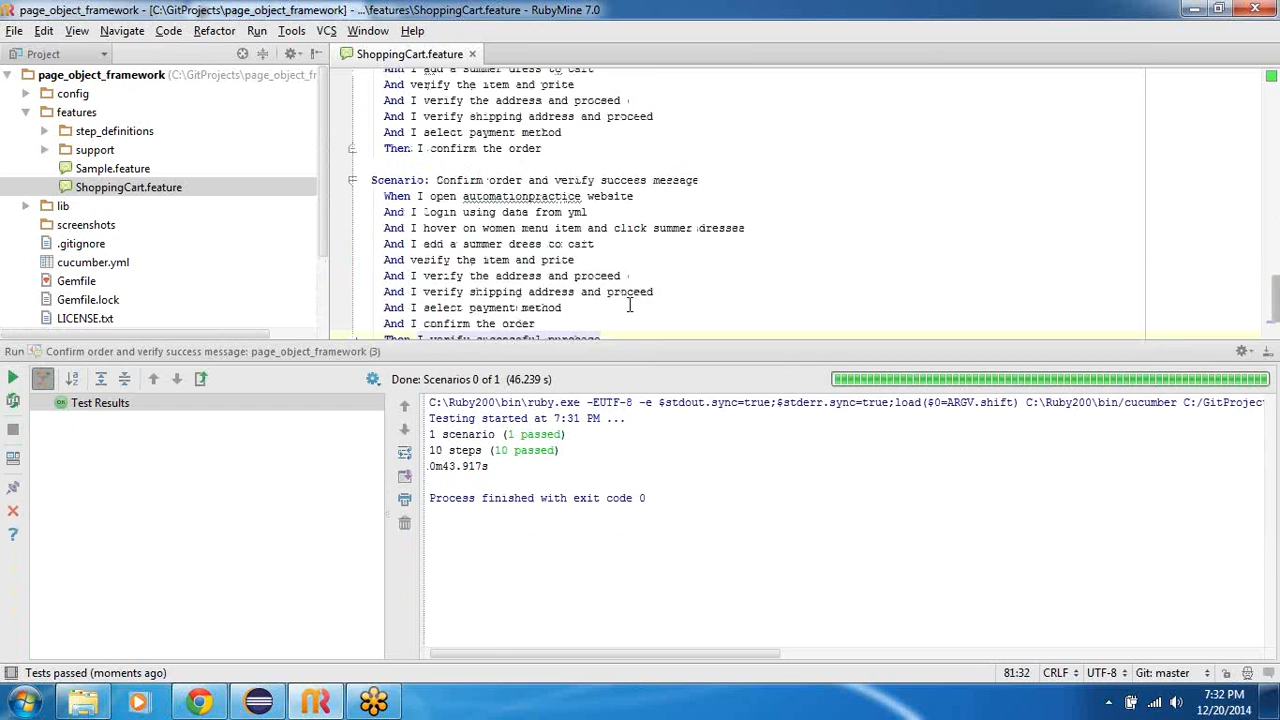 page_object_framework - [C:\GitProjects\page_object_framework] - ...\features\ShoppingCart.feature - RubyMine 7.0
File Edit View Navigate Code Refactor Run Tools VCS Window Help
Project
ShoppingCart.feature
page_object_framework (C:\GitProjects\page_object_fr
config
features
step_definitions
support
Sample.feature
ShoppingCart.feature
lib
screenshots
.gitignore
cucumber.yml
Gemfile
Gemfile.lock
LICENSE.txt
And I add a summer dress to cart
And verify the item and price
And I verify the address and proceed
And I verify shipping address and proceed
And I select payment method
Then I confirm the order
Scenario: Confirm order and verify success message
When I open automationpractice website
And I login using data from yml
And I hover on women menu item and click summer dresses
And I add a summer dress to cart
And verify the item and price
And I verify the address and proceed
And I verify shipping address and proceed
And I select payment method
And I confirm the order
Then I verify successful purchase
Run Confirm order and verify success message: page_object_framework (3)
Done: Scenarios 0 of 1 (46.239 s)
OK Test Results
C:\Ruby200\bin\ruby.exe -EUTF-8 -e $stdout.sync=true;$stderr.sync=true;load($0=ARGV.shift) C:\Ruby200\bin/cucumber C:/GitProjec
Testing started at 7:31 PM ...
1 scenario (1 passed)
10 steps (10 passed)
0m43.917s
Process finished with exit code 0
Tests passed (moments ago)
81:32 CRLF UTF-8 Git: master
7:32 PM
12/20/2014